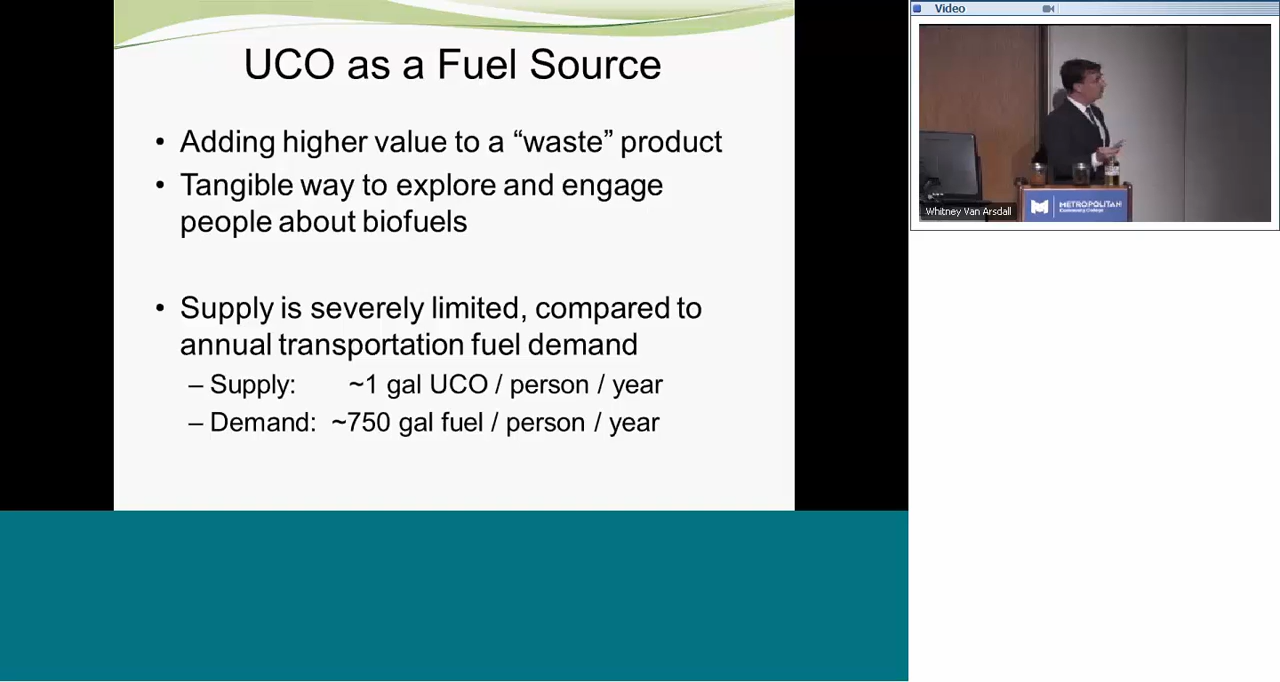 UCO as a Fuel Source
• Adding higher value to a “waste” product
• Tangible way to explore and engage
people about biofuels
• Supply is severely limited, compared to
annual transportation fuel demand
– Supply: ~1 gal UCO / person / year
– Demand: ~750 gal fuel / person / year
Video
Whitney Van Arsdall
METROPOLITAN